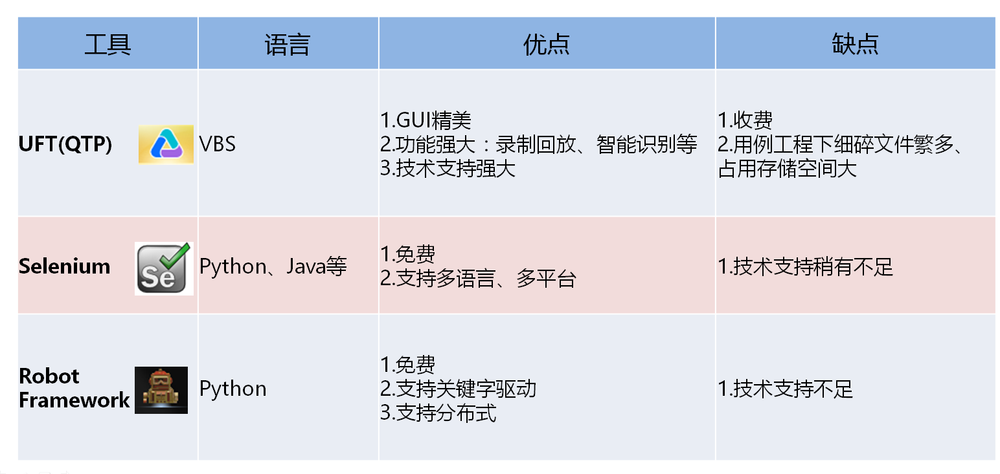 工具
语言
优点
缺点
UFT(QTP)
VBS
1.GUI精美
2.功能强大：录制回放、智能识别等
3.技术支持强大
1.收费
2.用例工程下细碎文件繁多、
占用存储空间大
Selenium
Se
Python、Java等
1.免费
2.支持多语言、多平台
1.技术支持稍有不足
Robot
Framework
Python
1.免费
2.支持关键字驱动
3.支持分布式
1.技术支持不足